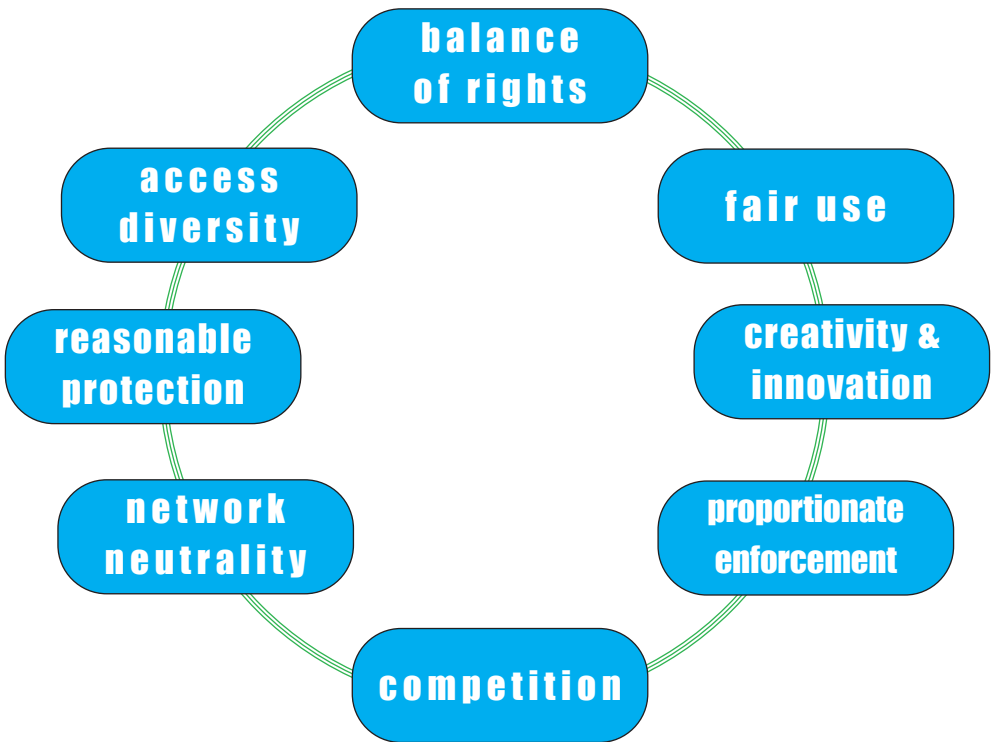 balance
of rights
fair use
creativity &
innovation
proportionate
enforcement
competition
network
neutrality
reasonable
protection
access
diversity